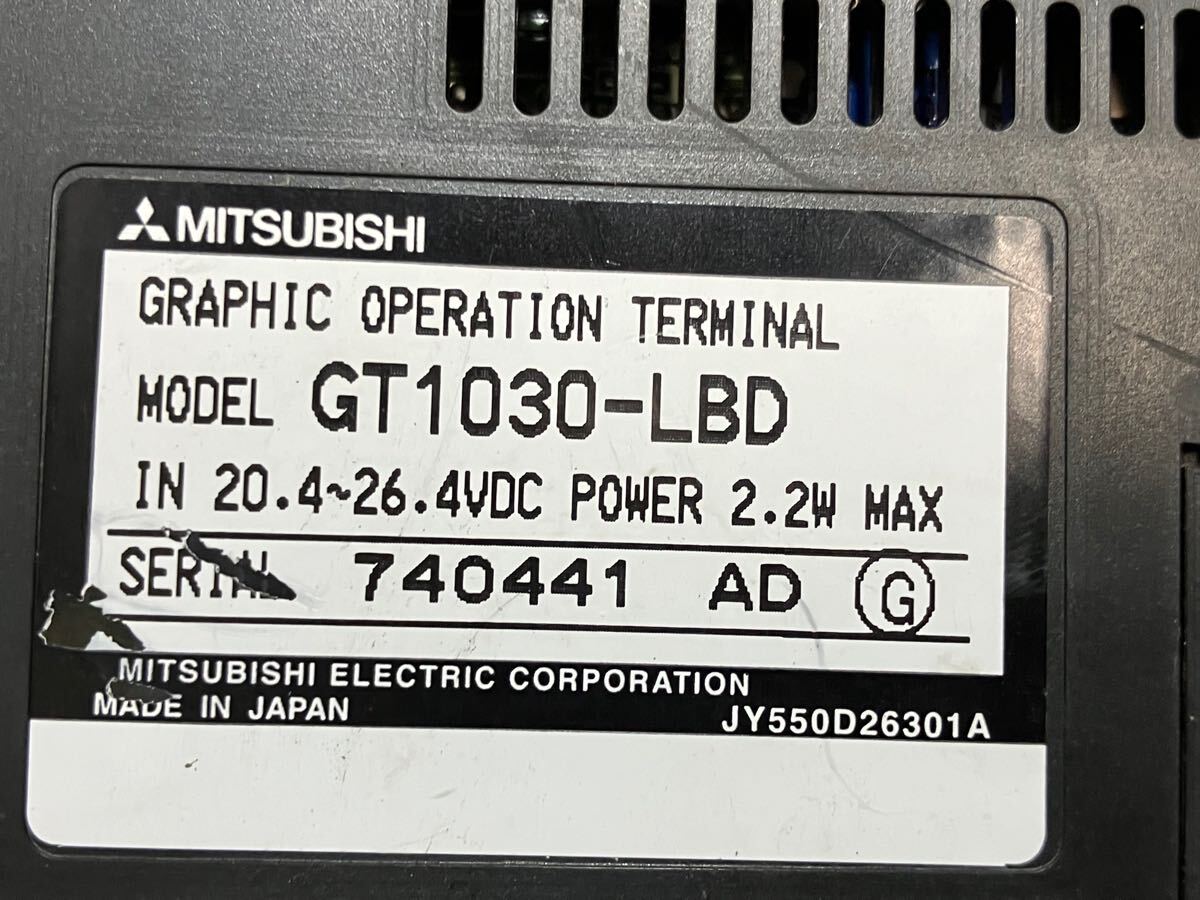 MITSUBISHI
GRAPHIC OPERATION TERMINAL
MODEL GT1030-LBD
IN 20.4~26.4VDC POWER 2.2W MAX
SERIAL 740441 AD G
MITSUBISHI ELECTRIC CORPORATION
MADE IN JAPAN JY550D26301A